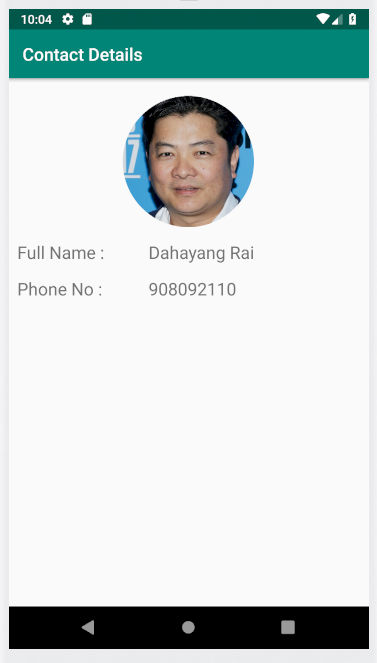 10:04
Contact Details
Full Name : Dahayang Rai
Phone No : 908092110